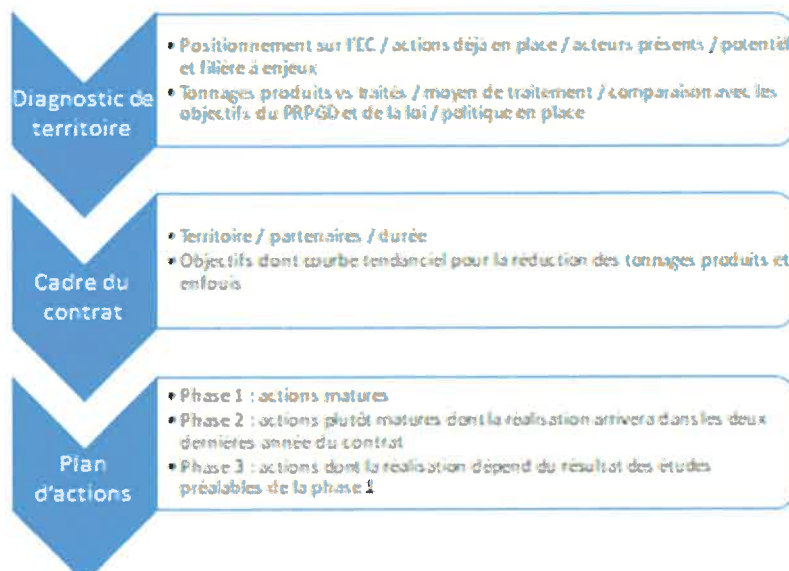 Diagnostic de
territoire
• Positionnement sur l'EC / actions déjà en place / acteurs présents / potentiel
et filière à enjeux
• Tonnages produits vs traités / moyen de traitement / comparaison avec les
objectifs du PRPGD et de la loi / politique en place
Cadre du
contrat
• Territoire / partenaires / durée
• Objectifs dont courbe tendanciel pour la réduction des tonnages produits et
enfouis
Plan
d'actions
• Phase 1 : actions matures
• Phase 2 : actions plutôt matures dont la réalisation arrivera dans les deux
dernières année du contrat
• Phase 3 : actions dont la réalisation dépend du résultat des études
préalables de la phase 1